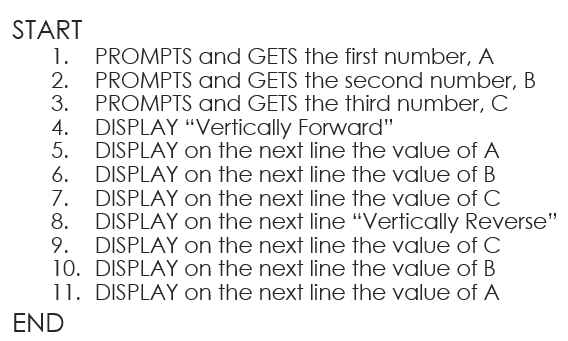 START
1. PROMPTS and GETS the first number, A
2. PROMPTS and GETS the second number, B
3. PROMPTS and GETS the third number, C
4. DISPLAY “Vertically Forward”
5. DISPLAY on the next line the value of A
6. DISPLAY on the next line the value of B
7. DISPLAY on the next line the value of C
8. DISPLAY on the next line “Vertically Reverse”
9. DISPLAY on the next line the value of C
10. DISPLAY on the next line the value of B
11. DISPLAY on the next line the value of A
END